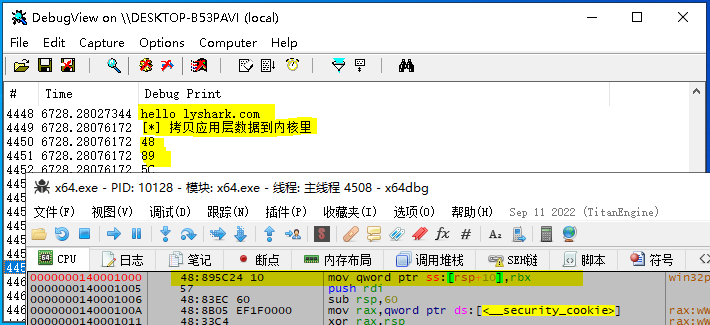 DebugView on \\DESKTOP-B53PAVI (local)
File Edit Capture Options Computer Help
# Time Debug Print
4448 6728.28027344 hello lyshark.com
4449 6728.28076172 [*] 拷贝应用层数据到内核里
4450 6728.28076172 48
4451 6728.28076172 89
4452 6728.28076172 5C
x64.exe - PID: 10128 - 模块: x64.exe - 线程: 主线程 4508 - x64dbg
文件(F) 视图(V) 调试(D) 跟踪(N) 插件(P) 收藏夹(I) 选项(O) 帮助(H) Sep 11 2022 (TitanEngine)
CPU 日志 笔记 断点 内存布局 调用堆栈 SEH链 脚本 符号
0000000140001000 48:895C24 10 mov qword ptr ss:[rsp+10],rbx win32p
0000000140001005 57 push rdi
0000000140001006 48:83EC 60 sub rsp,60
000000014000100A 48:8B05 EF1F0000 mov rax,qword ptr ds:[<__security_cookie>] rax:w
0000000140001011 48:33C4 xor rax,rsp rax:w